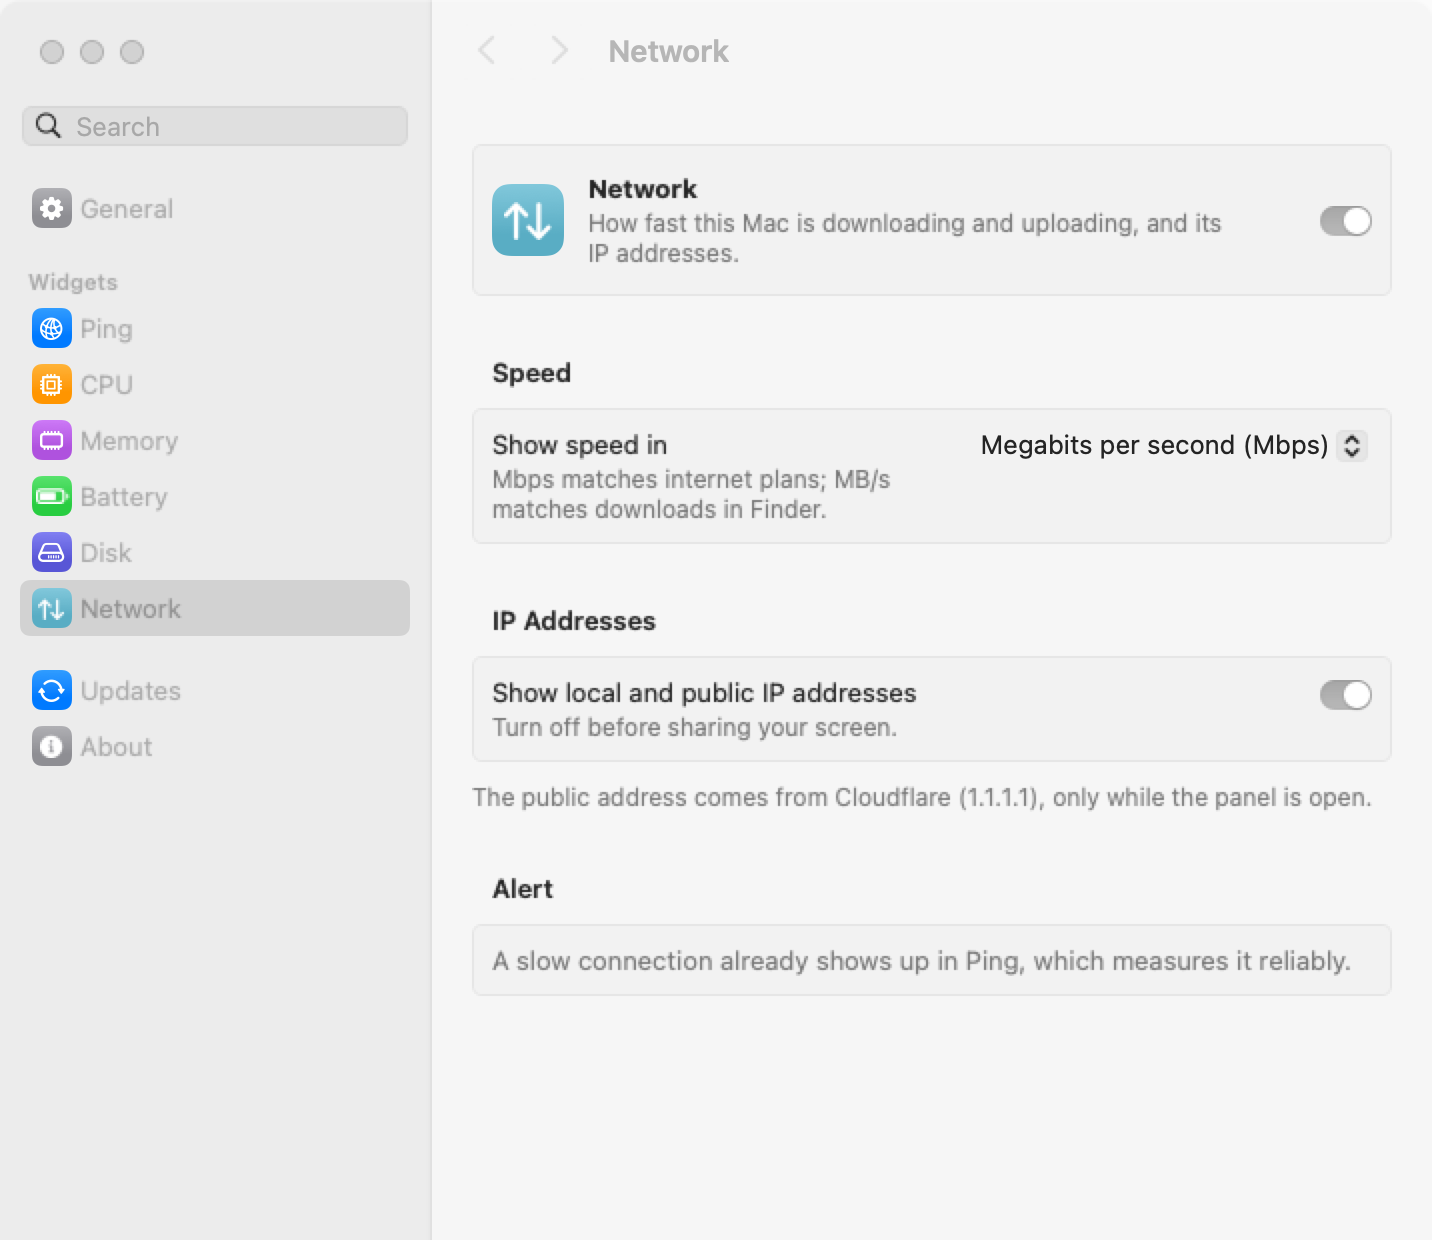 Network
Search
General
Widgets
Ping
CPU
Memory
Battery
Disk
Network
Updates
About
Network
How fast this Mac is downloading and uploading, and its
IP addresses.
Speed
Show speed in
Megabits per second (Mbps)
Mbps matches internet plans; MB/s
matches downloads in Finder.
IP Addresses
Show local and public IP addresses
Turn off before sharing your screen.
The public address comes from Cloudflare (1.1.1.1), only while the panel is open.
Alert
A slow connection already shows up in Ping, which measures it reliably.